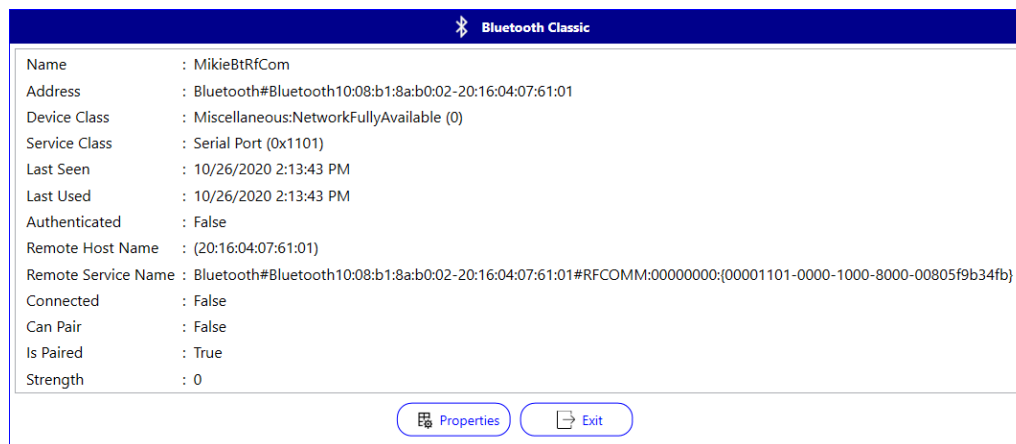 Bluetooth Classic
Name : MikieBtRfCom
Address : Bluetooth#Bluetooth10:08:b1:8a:b0:02-20:16:04:07:61:01
Device Class : Miscellaneous:NetworkFullyAvailable (0)
Service Class : Serial Port (0x1101)
Last Seen : 10/26/2020 2:13:43 PM
Last Used : 10/26/2020 2:13:43 PM
Authenticated : False
Remote Host Name : (20:16:04:07:61:01)
Remote Service Name : Bluetooth#Bluetooth10:08:b1:8a:b0:02-20:16:04:07:61:01#RFCOMM:00000000:{00001101-0000-1000-8000-00805f9b34fb}
Connected : False
Can Pair : False
Is Paired : True
Strength : 0
Properties Exit